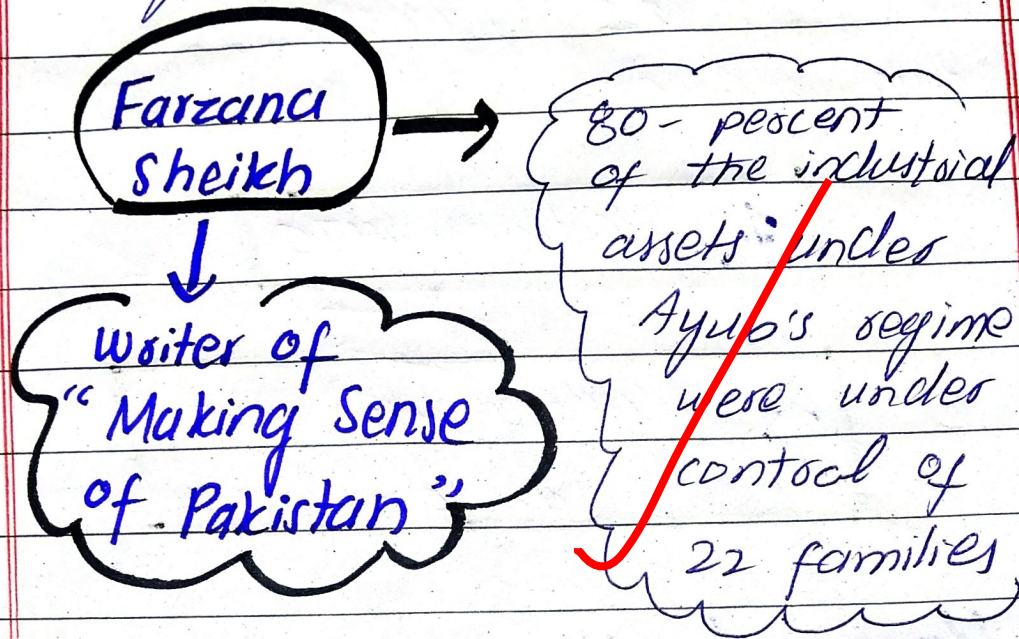 Farzana
Sheikh
80- percent
of the industrial
assets under
Ayub's regime
were under
control of
22 families
Writer of
"Making Sense
of Pakistan"